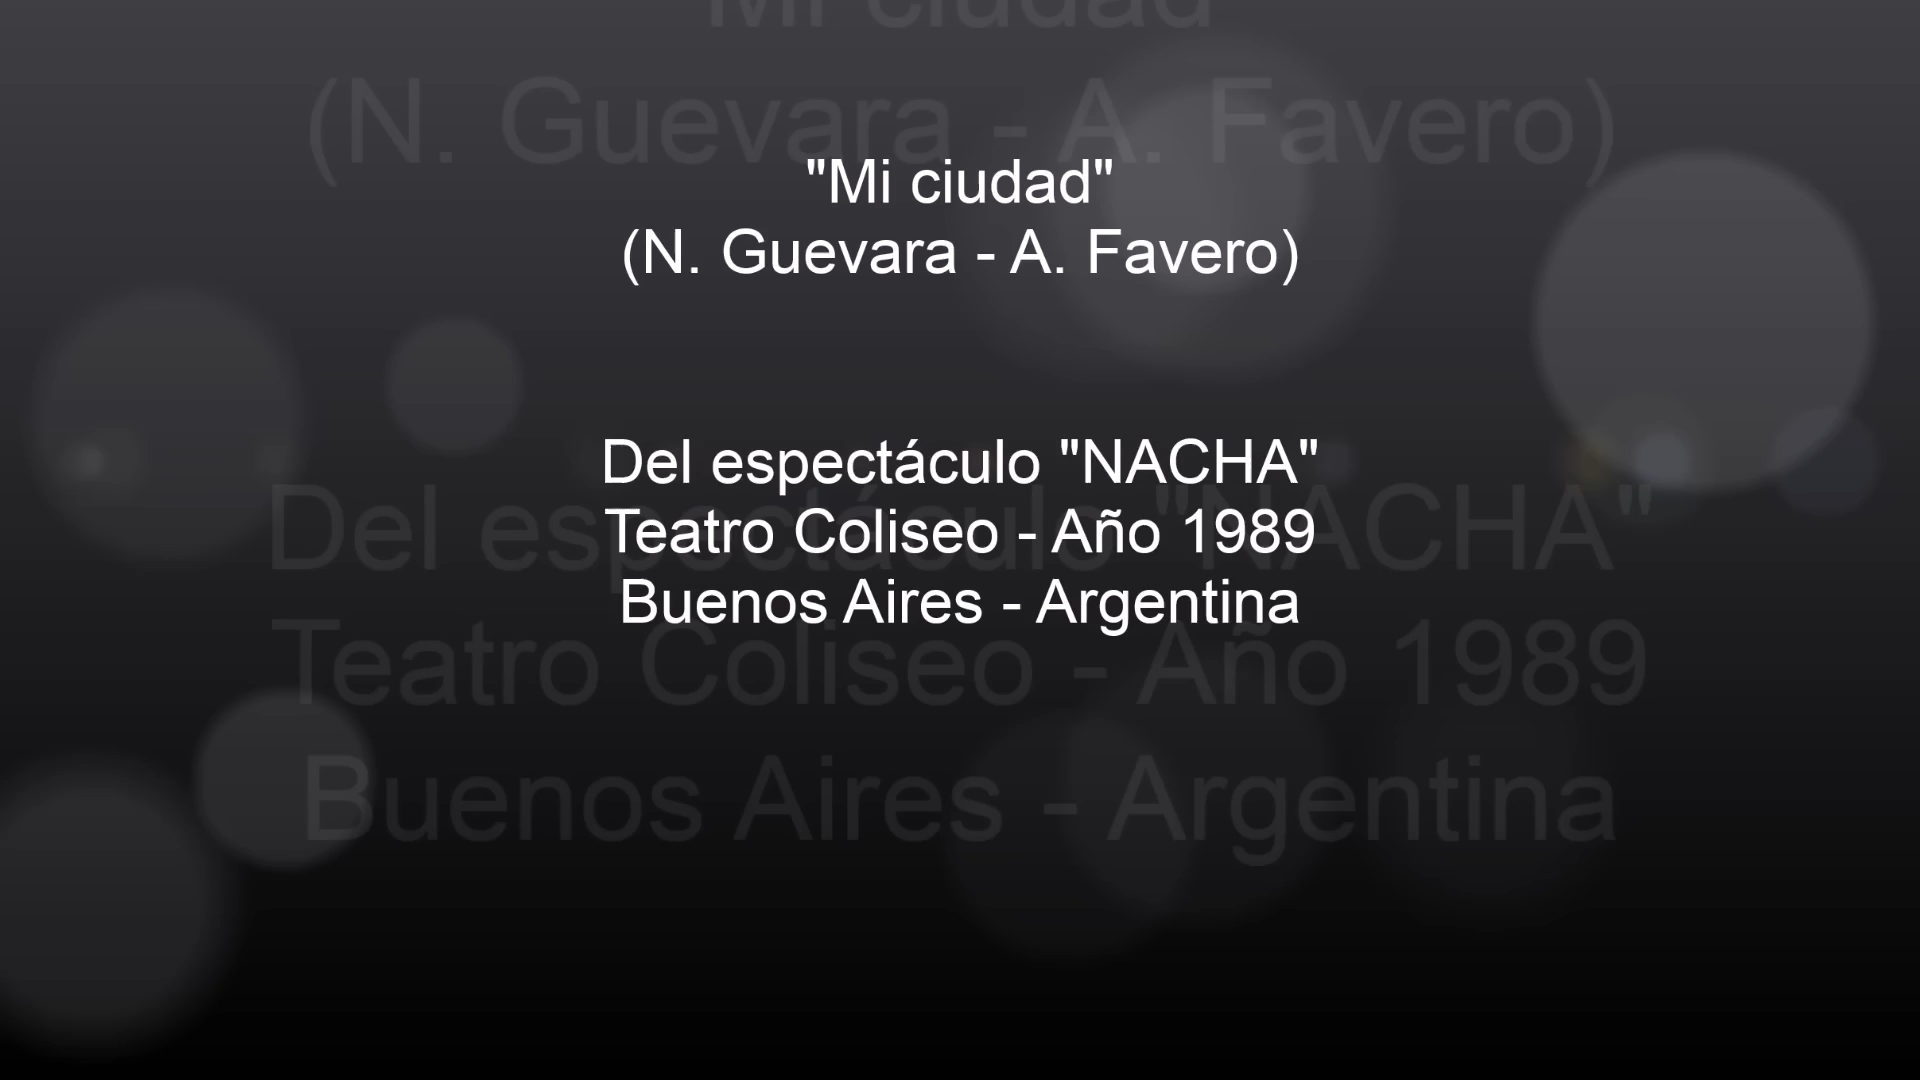 "Mi ciudad"
(N. Guevara - A. Favero)
Del espectáculo "NACHA"
Teatro Coliseo - Año 1989
Buenos Aires - Argentina